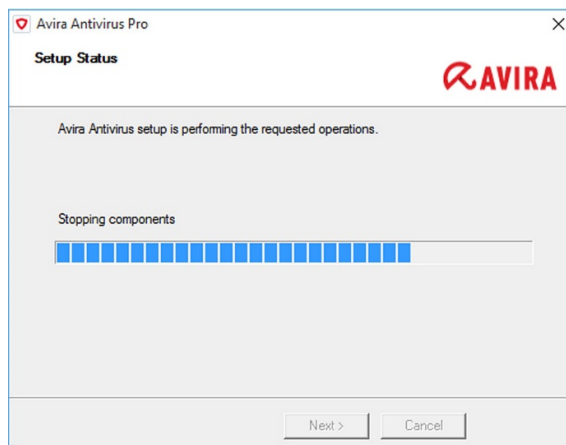 Avira Antivirus Pro
Setup Status
AVIRA
Avira Antivirus setup is performing the requested operations.
Stopping components
Next >
Cancel